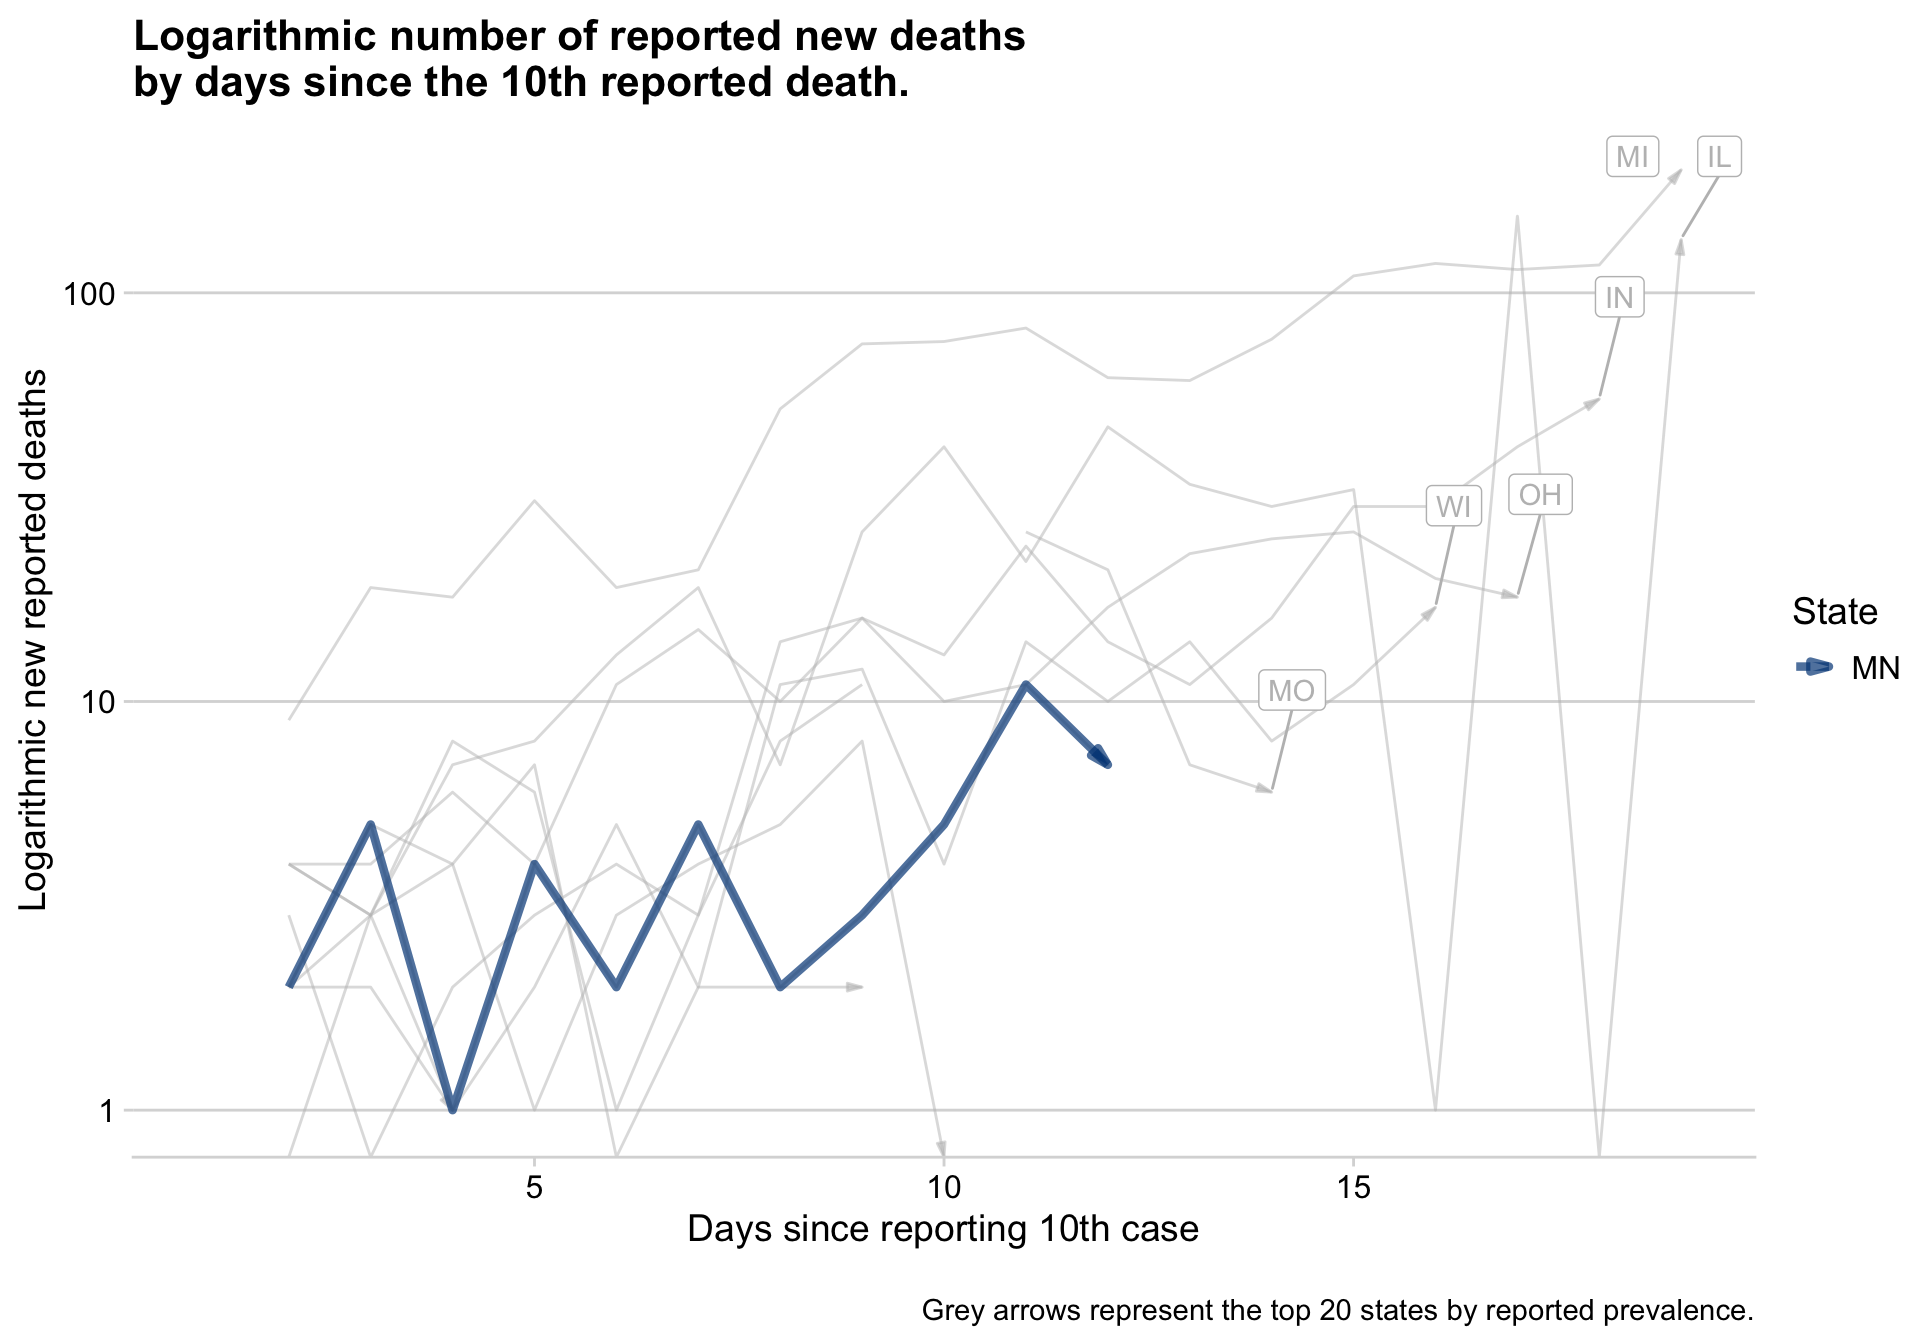 Logarithmic number of reported new deaths
by days since the 10th reported death.
MI
IL
100
IN
Logarithmic new reported deaths
WI
OH
State
MN
MO
10
1
5
10
15
Days since reporting 10th case
Grey arrows represent the top 20 states by reported prevalence.